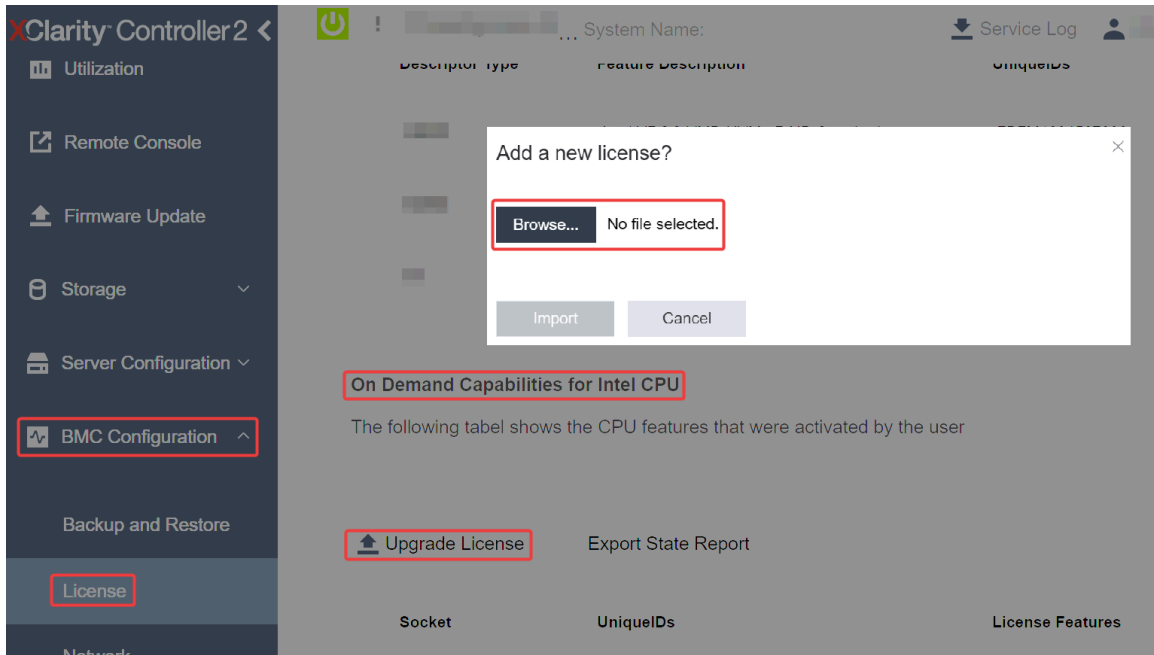 XClarity Controller 2
... System Name:
Service Log
Utilization
Descriptor Type
Feature Description
UniqueIDs
Remote Console
Add a new license?
Firmware Update
Browse...
No file selected.
Storage
Import
Cancel
Server Configuration
On Demand Capabilities for Intel CPU
BMC Configuration
The following tabel shows the CPU features that were activated by the user
Backup and Restore
Upgrade License
Export State Report
License
Socket
UniqueIDs
License Features
Network